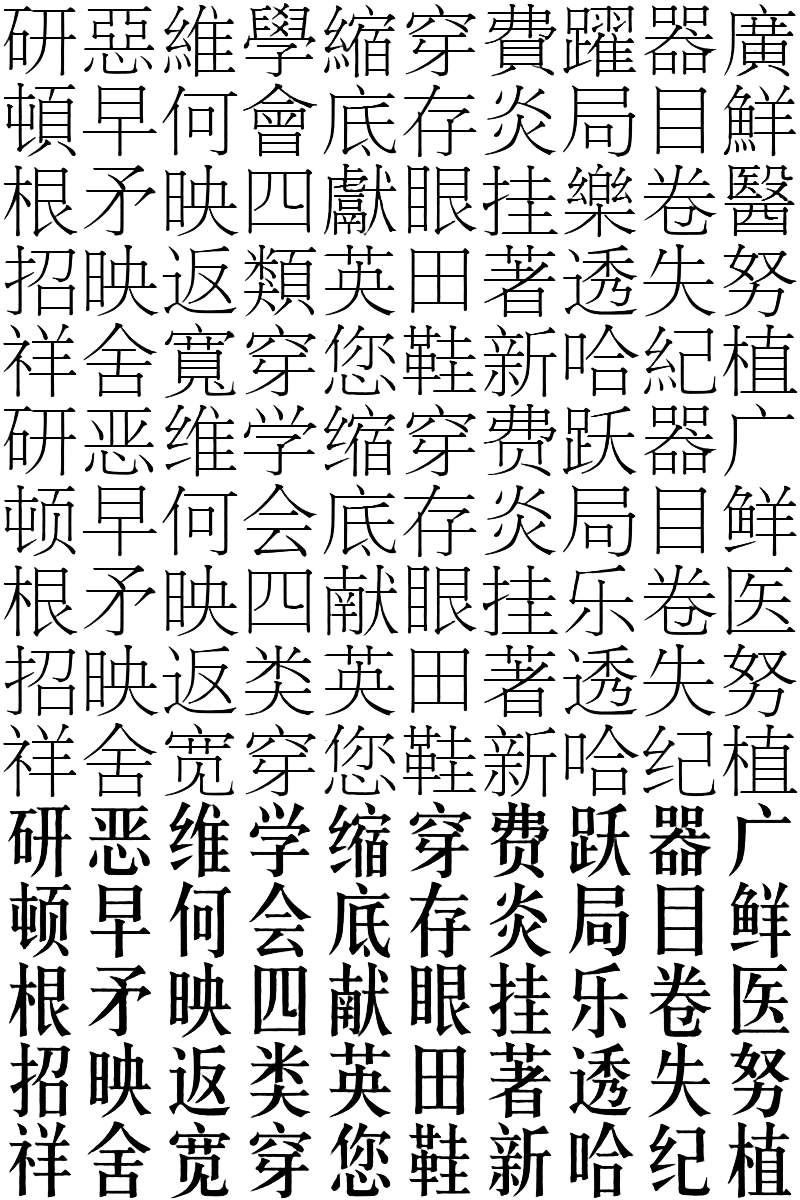 研惡維學縮穿費躍器廣
頓早何會底存炎局目鮮
根矛映四獻眼挂樂卷醫
招映返類英田著透失努
祥舍寬穿您鞋新哈紀植
研恶维学缩穿费跃器广
顿早何会底存炎局目鲜
根矛映四献眼挂乐卷医
招映返类英田著透失努
祥舍宽穿您鞋新哈纪植
研恶维学缩穿费跃器广
顿早何会底存炎局目鲜
根矛映四献眼挂乐卷医
招映返类英田著透失努
祥舍宽穿您鞋新哈纪植